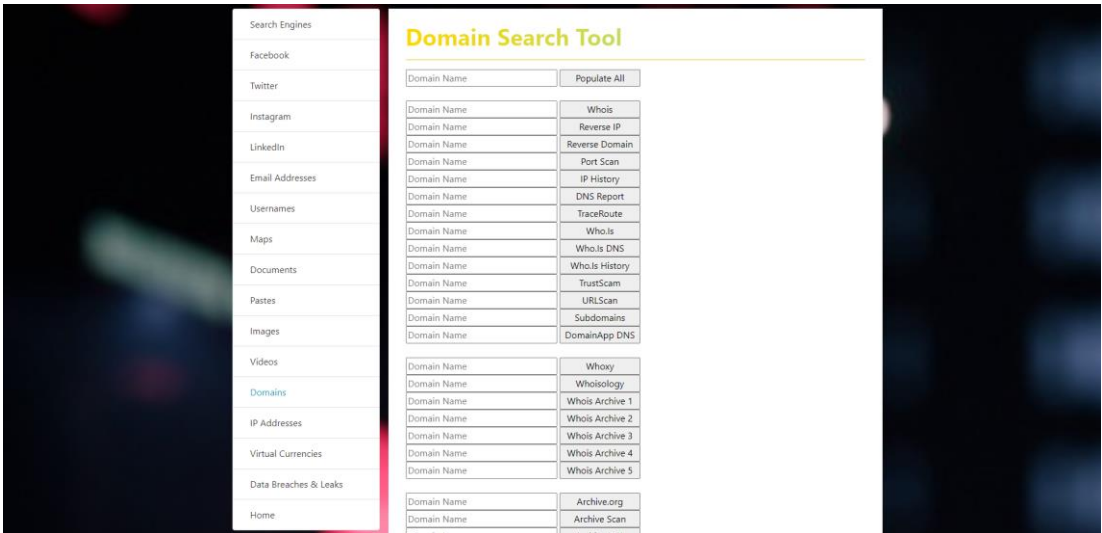 Search Engines
Facebook
Twitter
Instagram
LinkedIn
Email Addresses
Usernames
Maps
Documents
Pastes
Images
Videos
Domains
IP Addresses
Virtual Currencies
Data Breaches & Leaks
Home
Domain Search Tool
Domain Name Populate All
Domain Name Whois
Domain Name Reverse IP
Domain Name Reverse Domain
Domain Name Port Scan
Domain Name IP History
Domain Name DNS Report
Domain Name TraceRoute
Domain Name Who.Is
Domain Name Who.Is DNS
Domain Name Who.Is History
Domain Name TrustScam
Domain Name URLScan
Domain Name Subdomains
Domain Name DomainApp DNS
Domain Name Whoxy
Domain Name Whoisology
Domain Name Whois Archive 1
Domain Name Whois Archive 2
Domain Name Whois Archive 3
Domain Name Whois Archive 4
Domain Name Whois Archive 5
Domain Name Archive.org
Domain Name Archive Scan